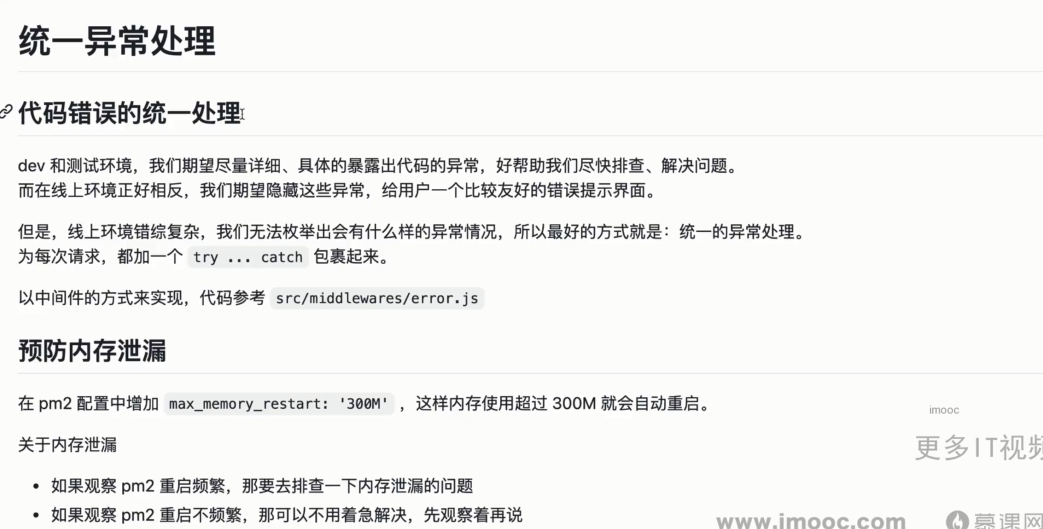 统一异常处理
代码错误的统一处理
dev 和测试环境，我们期望尽量详细、具体的暴露出代码的异常，好帮助我们尽快排查、解决问题。
而在线上环境正好相反，我们期望隐藏这些异常，给用户一个比较友好的错误提示界面。
但是，线上环境错综复杂，我们无法枚举出会有什么样的异常情况，所以最好的方式就是：统一的异常处理。
为每次请求，都加一个 try ... catch 包裹起来。
以中间件的方式来实现，代码参考 src/middlewares/error.js
预防内存泄漏
在 pm2 配置中增加 max_memory_restart: '300M' ，这样内存使用超过 300M 就会自动重启。
imooc
关于内存泄漏
更多IT视频
• 如果观察 pm2 重启频繁，那要去排查一下内存泄漏的问题
• 如果观察 pm2 重启不频繁，那可以不用着急解决，先观察着再说
www.imooc.com 慕课网